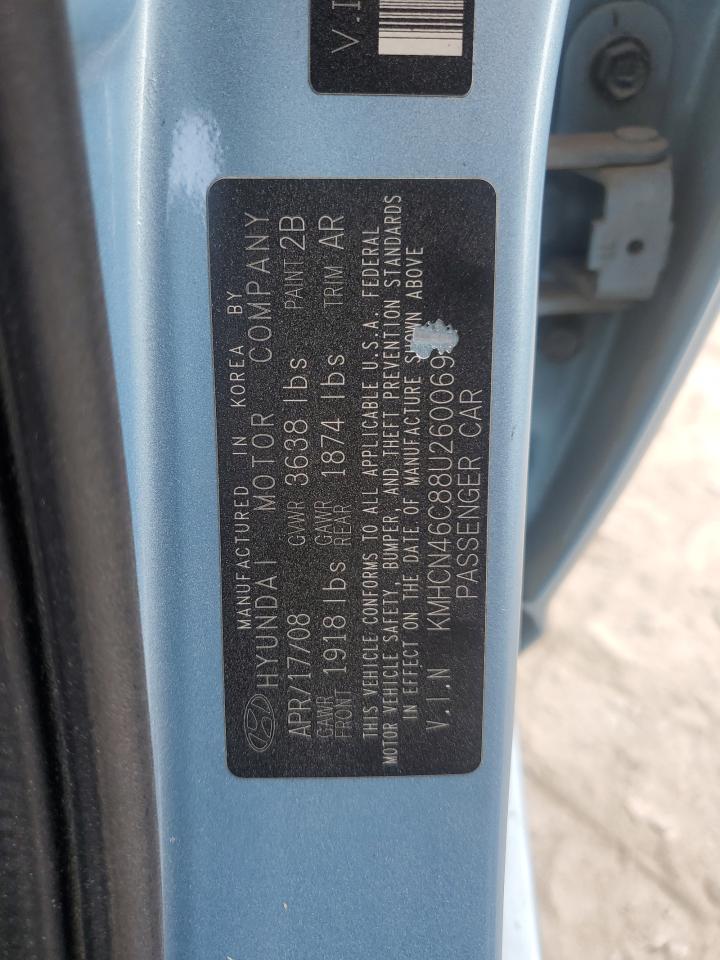 V.I
MANUFACTURED IN KOREA BY
HYUNDAI MOTOR COMPANY
APR/17/08 GVWR 3638 lbs PAINT 2B
GAWR FRONT 1918 lbs GAWR REAR 1874 lbs TRIM AR
THIS VEHICLE CONFORMS TO ALL APPLICABLE U.S.A. FEDERAL
MOTOR VEHICLE SAFETY, BUMPER, AND THEFT PREVENTION STANDARDS
IN EFFECT ON THE DATE OF MANUFACTURE SHOWN ABOVE
V.I.N KMHCN46C88U260069
PASSENGER CAR